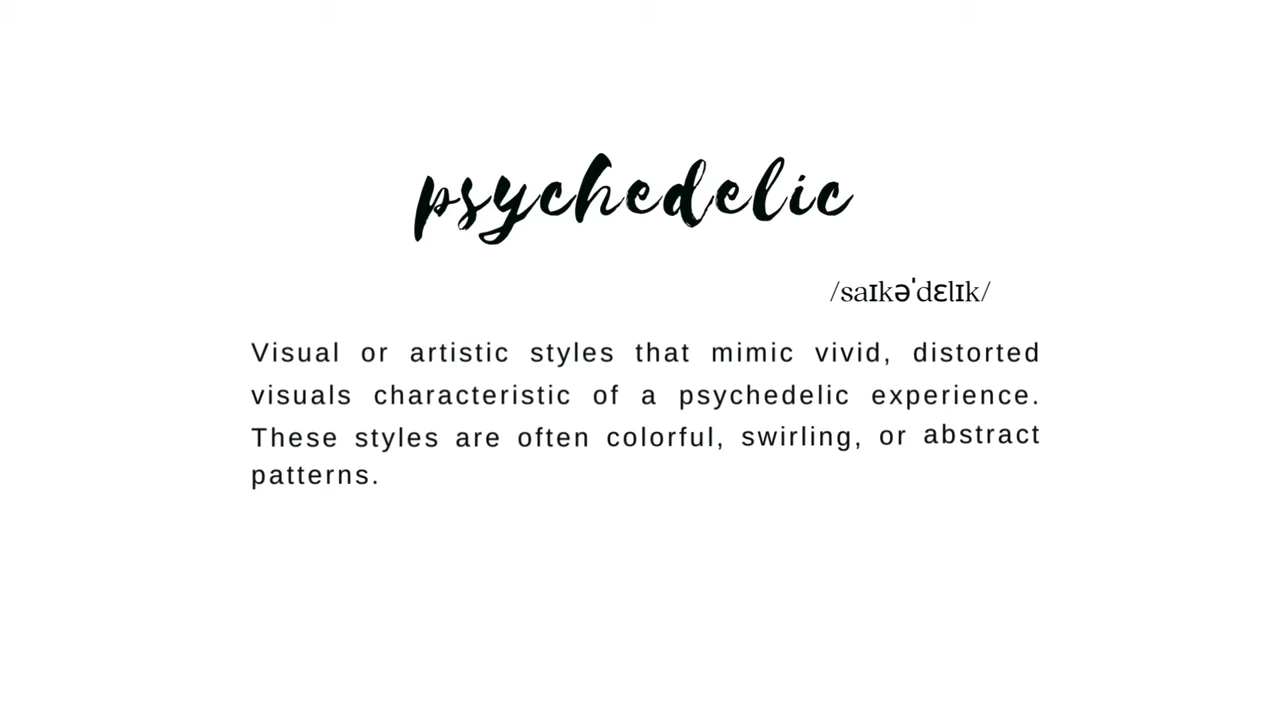 psychedelic
/saɪkəˈdɛlɪk/
Visual or artistic styles that mimic vivid, distorted
visuals characteristic of a psychedelic experience.
These styles are often colorful, swirling, or abstract
patterns.